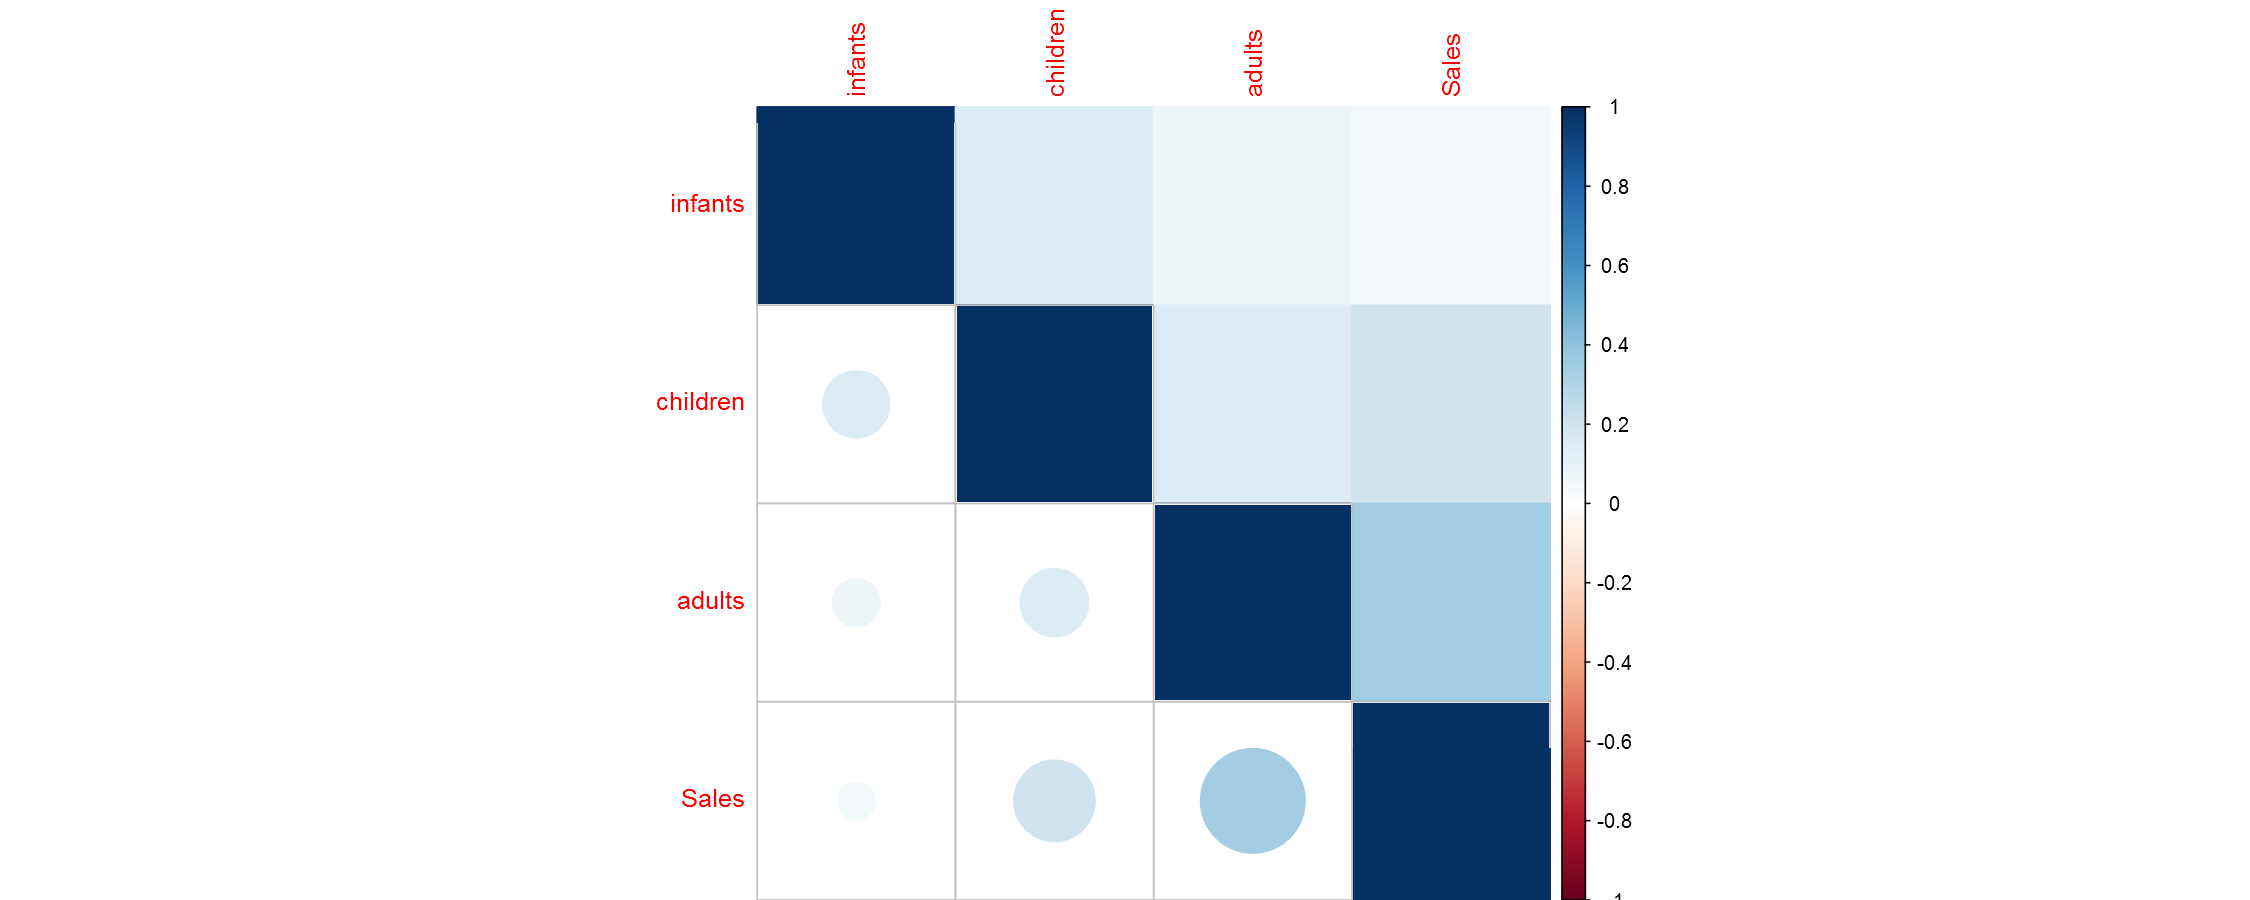 infants
children
adults
Sales
infants
children
adults
Sales
1
0.8
0.6
0.4
0.2
0
-0.2
-0.4
-0.6
-0.8